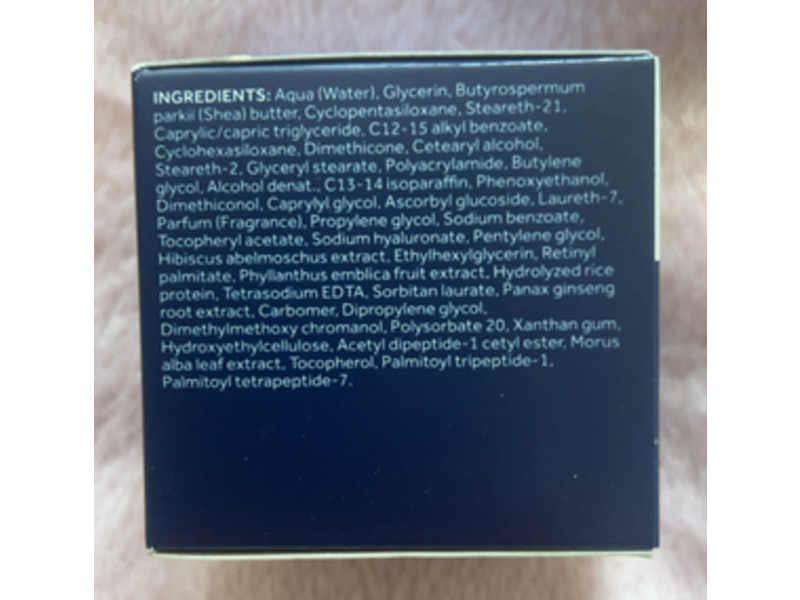 INGREDIENTS: Aqua (Water), Glycerin, Butyrospermum
parkii (Shea) butter, Cyclopentasiloxane, Steareth-21,
Caprylic/capric triglyceride, C12-15 alkyl benzoate,
Cyclohexasiloxane, Dimethicone, Cetearyl alcohol,
Steareth-2, Glyceryl stearate, Polyacrylamide, Butylene
glycol, Alcohol denat., C13-14 isoparaffin, Phenoxyethanol,
Dimethiconol, Caprylyl glycol, Ascorbyl glucoside, Laureth-7,
Parfum (Fragrance), Propylene glycol, Sodium benzoate,
Tocopheryl acetate, Sodium hyaluronate, Pentylene glycol,
Hibiscus abelmoschus extract, Ethylhexylglycerin, Retinyl
palmitate, Phyllanthus emblica fruit extract, Hydrolyzed rice
protein, Tetrasodium EDTA, Sorbitan laurate, Panax ginseng
root extract, Carbomer, Dipropylene glycol,
Dimethylmethoxy chromanol, Polysorbate 20, Xanthan gum,
Hydroxyethylcellulose, Acetyl dipeptide-1 cetyl ester, Morus
alba leaf extract, Tocopherol, Palmitoyl tripeptide-1,
Palmitoyl tetrapeptide-7.